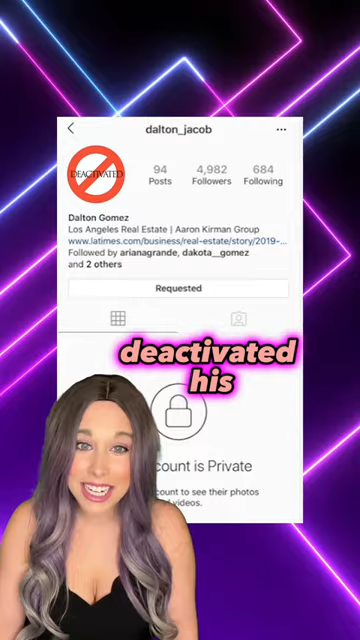 dalton_jacob
DEACTIVATED
94 4,982 684
Posts Followers Following
Dalton Gomez
Los Angeles Real Estate | Aaron Kirman Group
www.latimes.com/business/real-estate/story/2019-...
Followed by arianagrande, dakota__gomez
and 2 others
Requested
deactivated
his
count is Private
count to see their photos
videos.